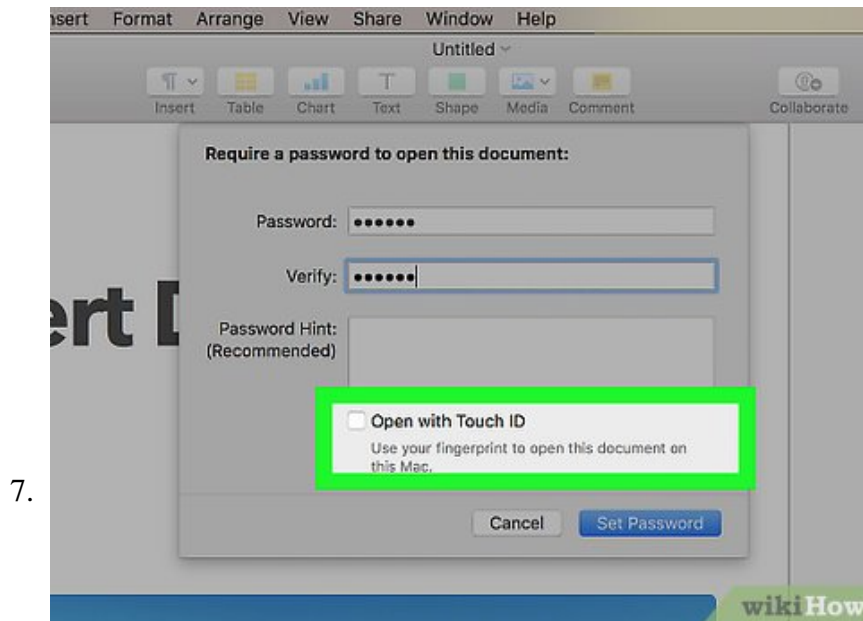 nsert Format Arrange View Share Window Help
Untitled
Insert Table Chart Text Shape Media Comment Collaborate
Require a password to open this document:
Password:
Verify:
Password Hint:
(Recommended)
ert D
Open with Touch ID
Use your fingerprint to open this document on
this Mac.
7.
Cancel Set Password
wikiHow